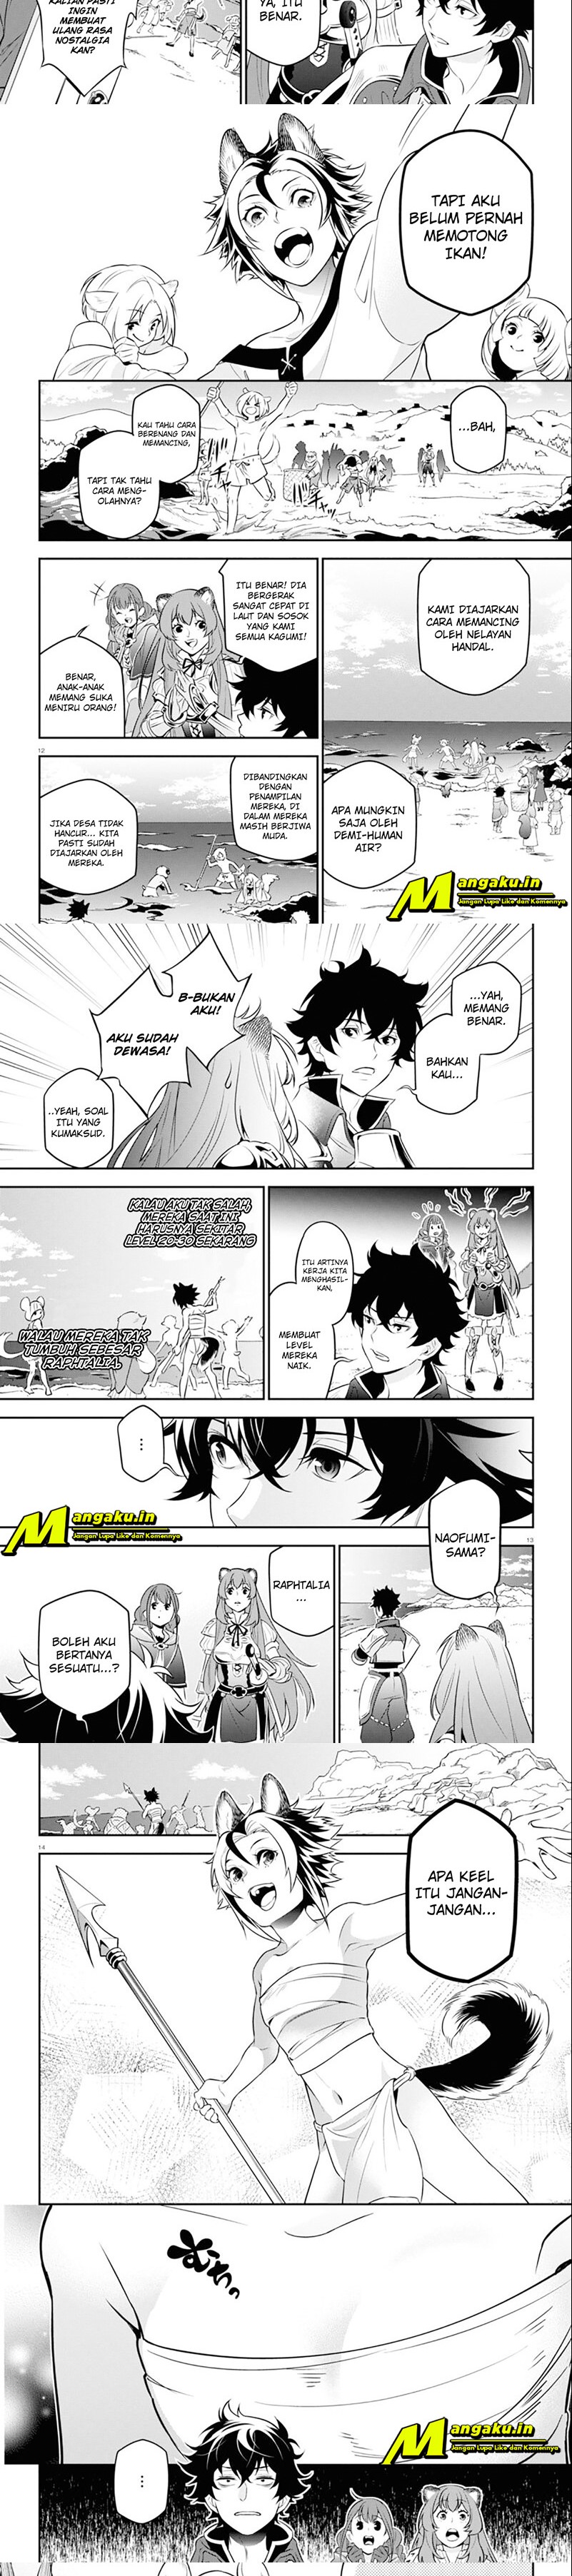 KALIAN PASTI
INGIN
MEMBUAT
ULANG RASA
NOSTALGIA
KAN?
YA, ITU
BENAR.
TAPI AKU
BELUM PERNAH
MEMOTONG
IKAN!
...BAH,
KAU TAHU CARA
BERENANG DAN
MEMANCING,
TAPI TAK TAHU
CARA MENG-
OLAHNYA?
KAMI DIAJARKAN
CARA MEMANCING
OLEH NELAYAN
HANDAL.
APA MUNGKIN
SAJA OLEH
DEMI-HUMAN
AIR?
ITU BENAR! DIA
BERGERAK
SANGAT CEPAT DI
LAUT DAN SOSOK
YANG KAMI
SEMUA KAGUMI!
BENAR,
ANAK-ANAK
MEMANG SUKA
MENIRU ORANG!
12
DIBANDINGKAN
DENGAN
PENAMPILAN
MEREKA, DI
DALAM MEREKA
MASIH BERJIWA
MUDA.
JIKA DESA TIDAK
HANCUR... KITA
PASTI SUDAH
DIAJARKAN OLEH
MEREKA.
Mangaku.in
Jangan Lupa Like dan Komennya
...YAH,
MEMANG
BENAR.
BAHKAN
KAU...
B-BUKAN
AKU!
AKU SUDAH
DEWASA!
..YEAH, SOAL
ITU YANG
KUMAKSUD.
ITU ARTINYA
KERJA KITA
MENGHASIL-
KAN.
MEMBUAT
LEVEL
MEREKA
NAIK.
KALAU AKU TAK SALAH,
MEREKA SAAT INI
HARUSNYA SEKITAR
LEVEL 20-30 SEKARANG
WALAU MEREKA TAK
TUMBUH SEBESAR
RAPHTALIA.
...
Mangaku.in
Jangan Lupa Like dan Komennya
13
NAOFUMI-
SAMA?
RAPHTALIA
...
BOLEH AKU
BERTANYA
SESUATU...?
14
APA KEEL
ITU JANGAN-
JANGAN...
むちっ
Mangaku.in
Jangan Lupa Like dan Komennya
...